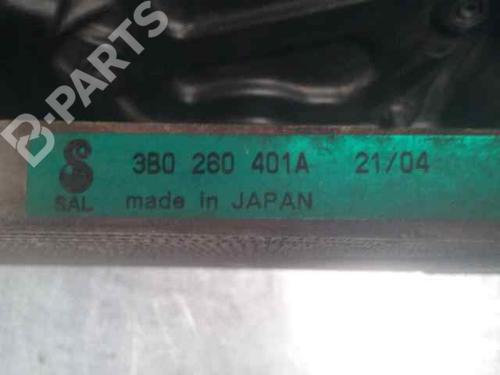 B-PARTS
S 3B0 260 401A 21/04
SAL made in JAPAN